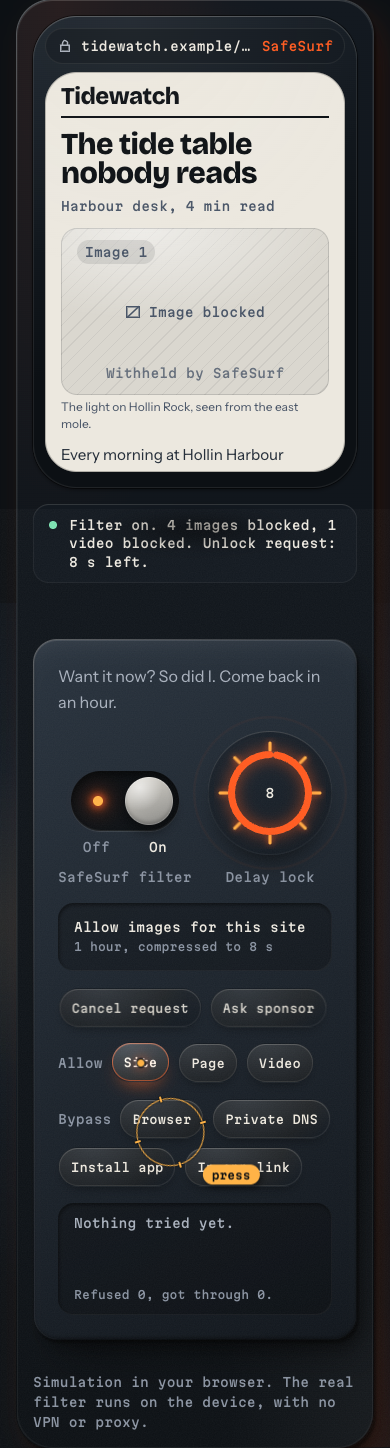 tidewatch.example/… SafeSurf
Tidewatch
The tide table
nobody reads
Harbour desk, 4 min read
Image 1
Image blocked
Withheld by SafeSurf
The light on Hollin Rock, seen from the east
mole.
Every morning at Hollin Harbour
Filter on. 4 images blocked, 1
video blocked. Unlock request:
8 s left.
Want it now? So did I. Come back in
an hour.
8
Off On
SafeSurf filter Delay lock
Allow images for this site
1 hour, compressed to 8 s
Cancel request Ask sponsor
Allow Site Page Video
Bypass Browser Private DNS
Install app link
press
Nothing tried yet.
Refused 0, got through 0.
Simulation in your browser. The real
filter runs on the device, with no
VPN or proxy.